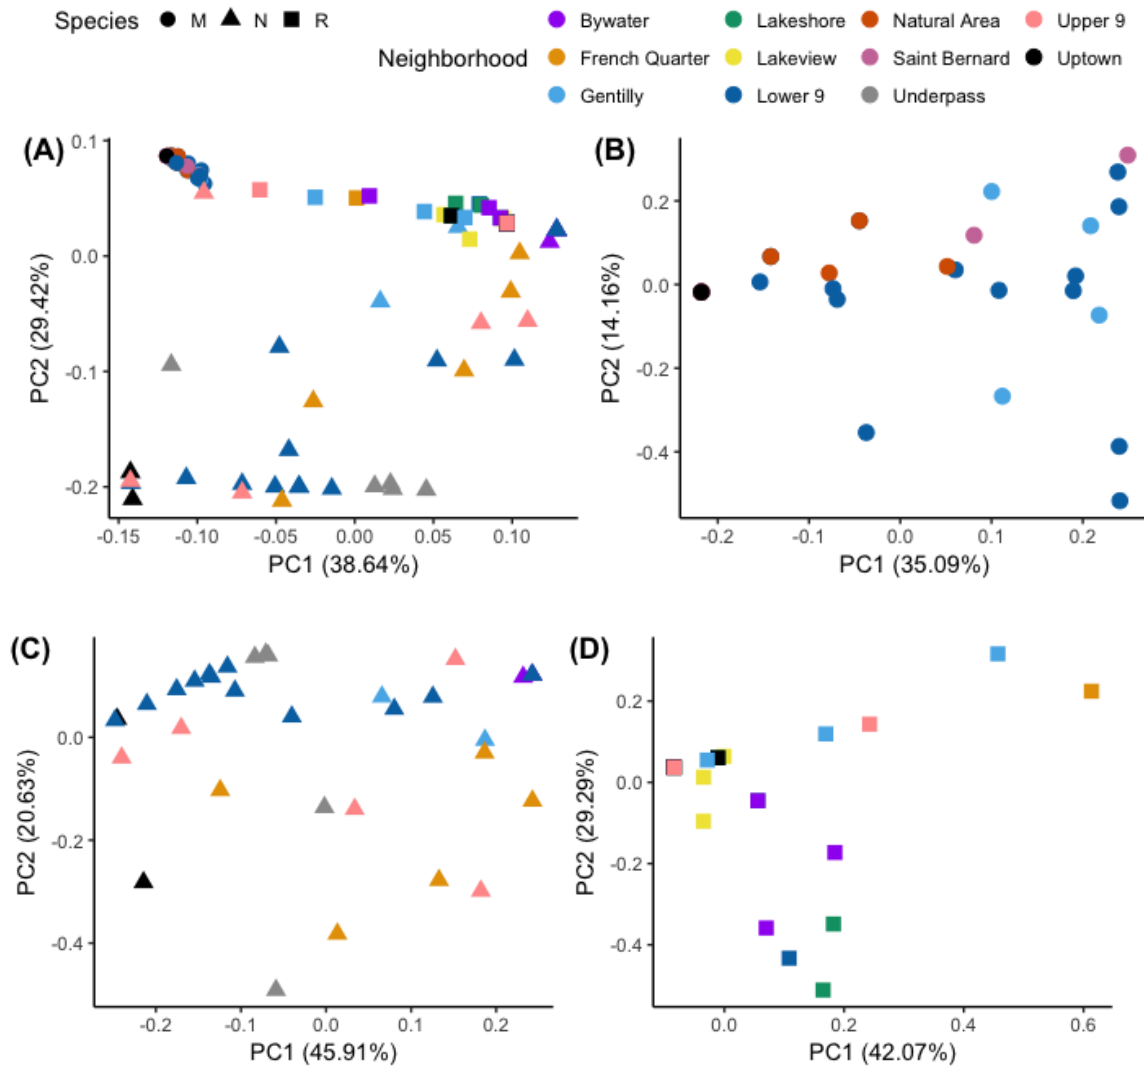 Species M N R
Neighborhood
Bywater Lakeshore Natural Area Upper 9
French Quarter Lakeview Saint Bernard Uptown
Gentilly Lower 9 Underpass
(A)
0.1
0.0
-0.1
-0.2
PC2 (29.42%)
-0.15 -0.10 -0.05 0.00 0.05 0.10
PC1 (38.64%)
(B)
0.2
0.0
-0.2
-0.4
PC2 (14.16%)
-0.2 -0.1 0.0 0.1 0.2
PC1 (35.09%)
(C)
0.0
-0.2
-0.4
PC2 (20.63%)
-0.2 -0.1 0.0 0.1 0.2
PC1 (45.91%)
(D)
0.2
0.0
-0.2
-0.4
PC2 (29.29%)
0.0 0.2 0.4 0.6
PC1 (42.07%)